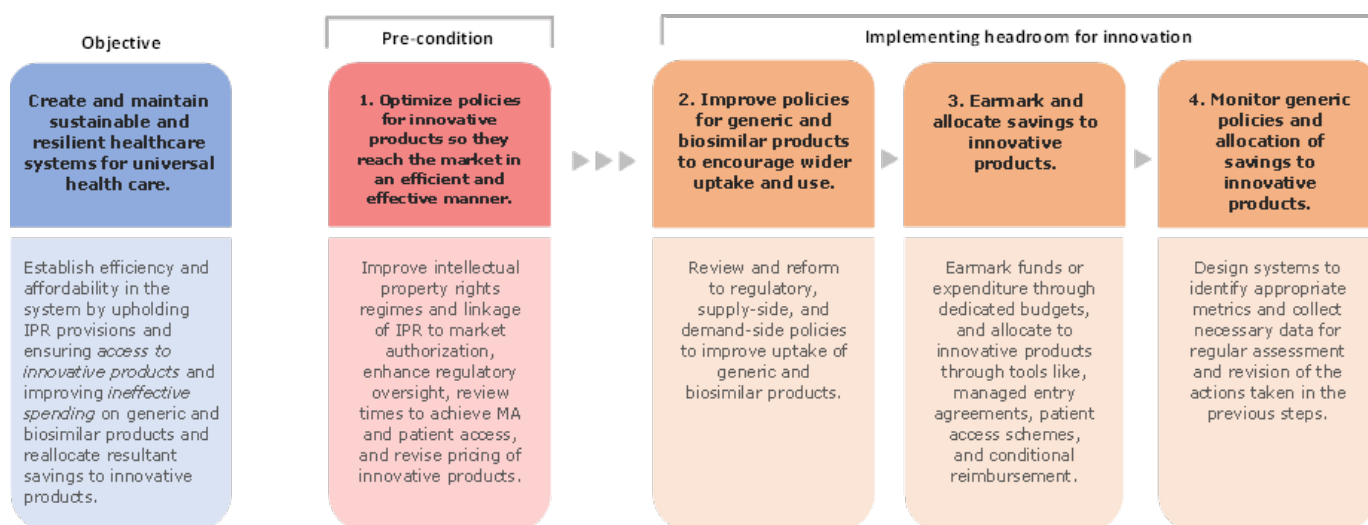 Objective
Create and maintain
sustainable and
resilient healthcare
systems for universal
health care.
Establish efficiency and
affordability in the
system by upholding
IPR provisions and
ensuring access to
innovative products and
improving ineffective
spending on generic and
biosimilar products and
reallocate resultant
savings to innovative
products.
Pre-condition
1. Optimize policies
for innovative
products so they
reach the market in
an efficient and
effective manner.
Improve intellectual
property rights
regimes and linkage
of IPR to market
authorization,
enhance regulatory
oversight, review
times to achieve MA
and patient access,
and revise pricing of
innovative products.
Implementing headroom for innovation
2. Improve policies
for generic and
biosimilar products
to encourage wider
uptake and use.
Review and reform
to regulatory,
supply-side, and
demand-side policies
to improve uptake of
generic and
biosimilar products.
3. Earmark and
allocate savings to
innovative
products.
Earmark funds or
expenditure through
dedicated budgets,
and allocate to
innovative products
through tools like,
managed entry
agreements, patient
access schemes,
and conditional
reimbursement.
4. Monitor generic
policies and
allocation of
savings to
innovative
products.
Design systems to
identify appropriate
metrics and collect
necessary data for
regular assessment
and revision of the
actions taken in the
previous steps.